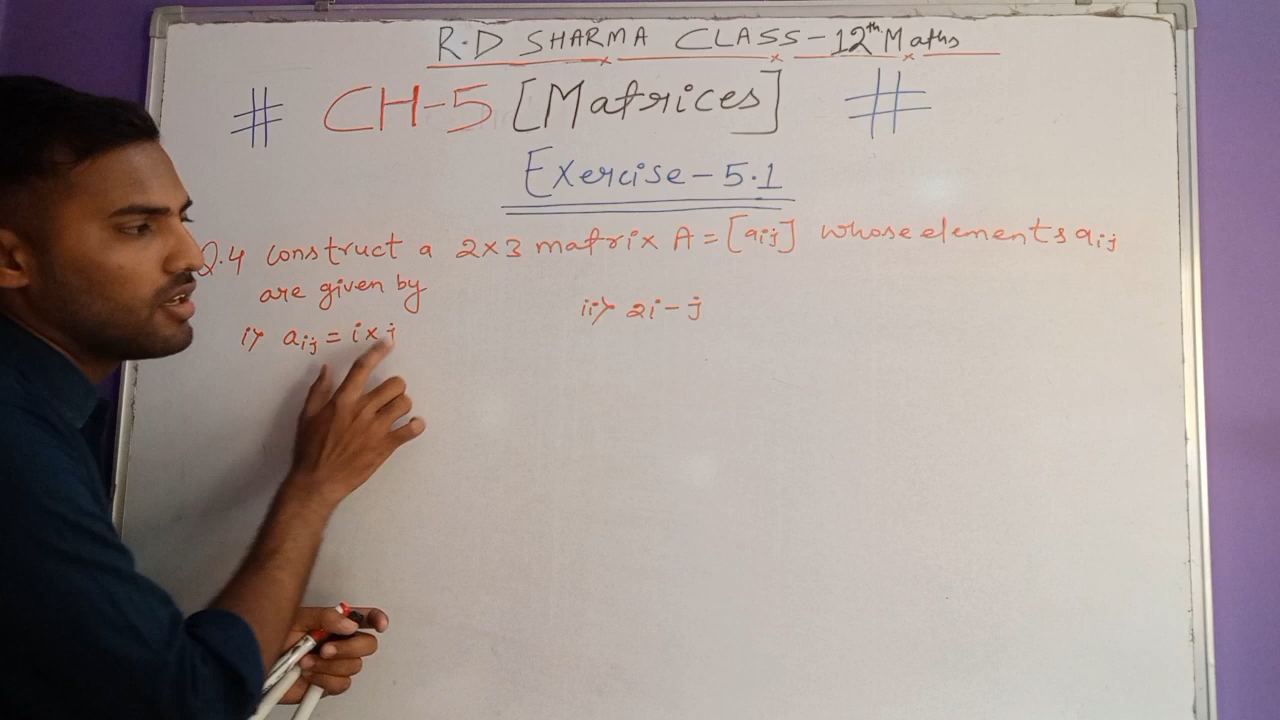 R.D SHARMA CLASS-12th Maths
# CH-5 [Matrices] #
Exercise-5.1
Q.4 construct a 2×3 matrix A=[aij] whose elements aij
are given by
i> aij = i×j
ii> 2i-j